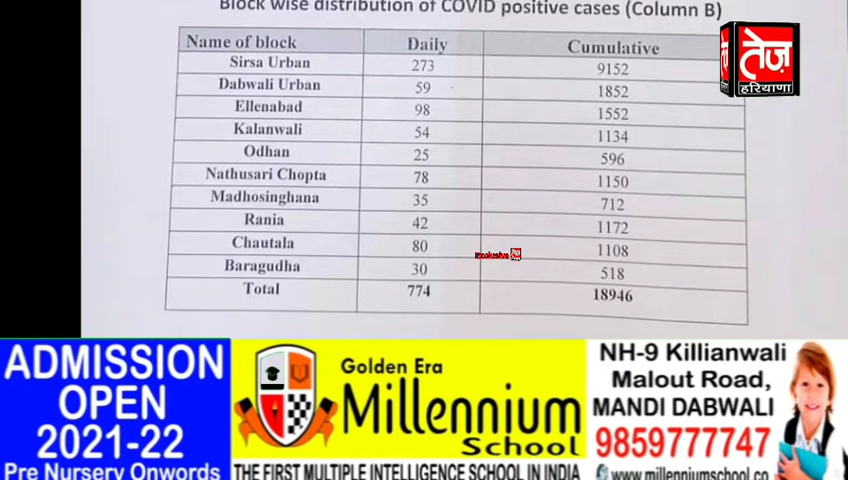 Block wise distribution of COVID positive cases (Column B)
Name of block Daily Cumulative
Sirsa Urban 273 9152
Dabwali Urban 59 1852
Ellenabad 98 1552
Kalanwali 54 1134
Odhan 25 596
Nathusari Chopta 78 1150
Madhosinghana 35 712
Rania 42 1172
Chautala 80 1108
Baragudha 30 518
Total 774 18946
तेज़
हरियाणा
Exclusive
ADMISSION
OPEN
2021-22
Pre Nursery Onwords
Golden Era
Millennium
School
THE FIRST MULTIPLE INTELLIGENCE SCHOOL IN INDIA
NH-9 Killianwali
Malout Road,
MANDI DABWALI
9859777747
www.millenniumschool.co